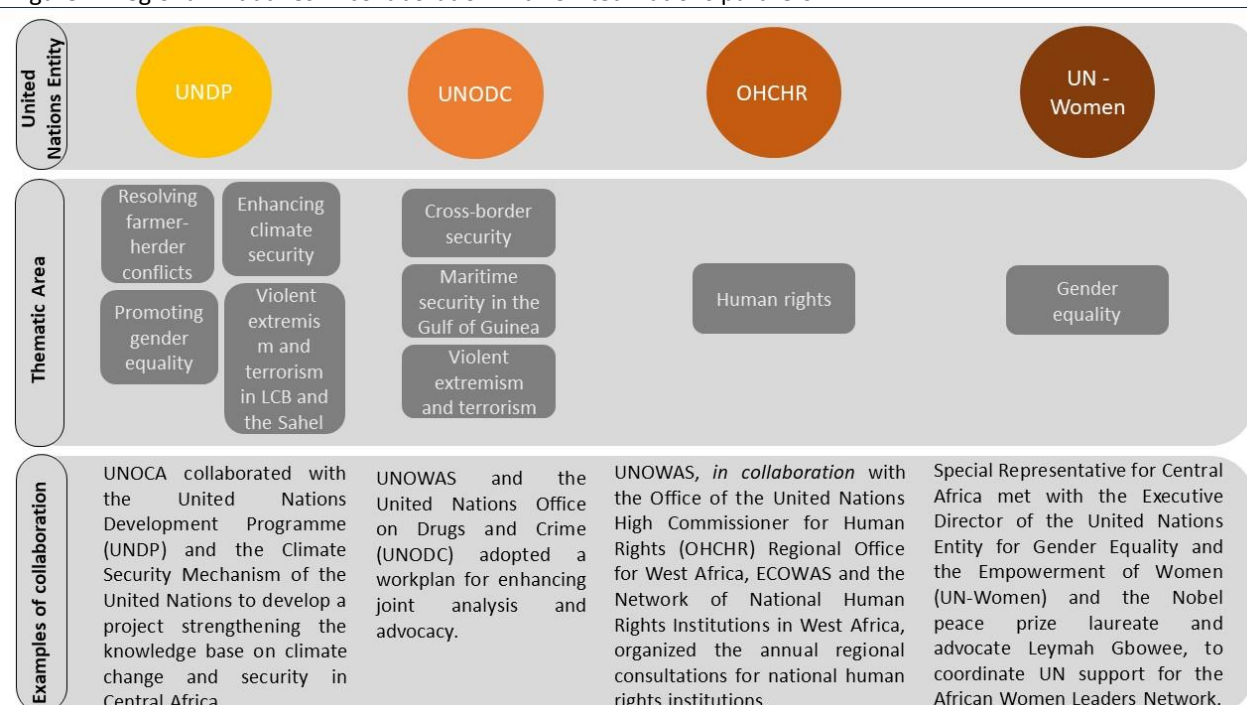 United
Nations Entity
UNDP
UNODC
OHCHR
UN -
Women
Thematic Area
Resolving
farmer-
herder
conflicts
Enhancing
climate
security
Promoting
gender
equality
Violent
extremis
m and
terrorism
in LCB and
the Sahel
Cross-border
security
Maritime
security in the
Gulf of Guinea
Violent
extremism
and terrorism
Human rights
Gender
equality
Examples of collaboration
UNOCA collaborated with
the United Nations
Development Programme
(UNDP) and the Climate
Security Mechanism of the
United Nations to develop a
project strengthening the
knowledge base on climate
change and security in
Central Africa.
UNOWAS and the
United Nations Office
on Drugs and Crime
(UNODC) adopted a
workplan for enhancing
joint analysis and
advocacy.
UNOWAS, in collaboration with
the Office of the United Nations
High Commissioner for Human
Rights (OHCHR) Regional Office
for West Africa, ECOWAS and the
Network of National Human
Rights Institutions in West Africa,
organized the annual regional
consultations for national human
rights institutions.
Special Representative for Central
Africa met with the Executive
Director of the United Nations
Entity for Gender Equality and
the Empowerment of Women
(UN-Women) and the Nobel
peace prize laureate and
advocate Leymah Gbowee, to
coordinate UN support for the
African Women Leaders Network.